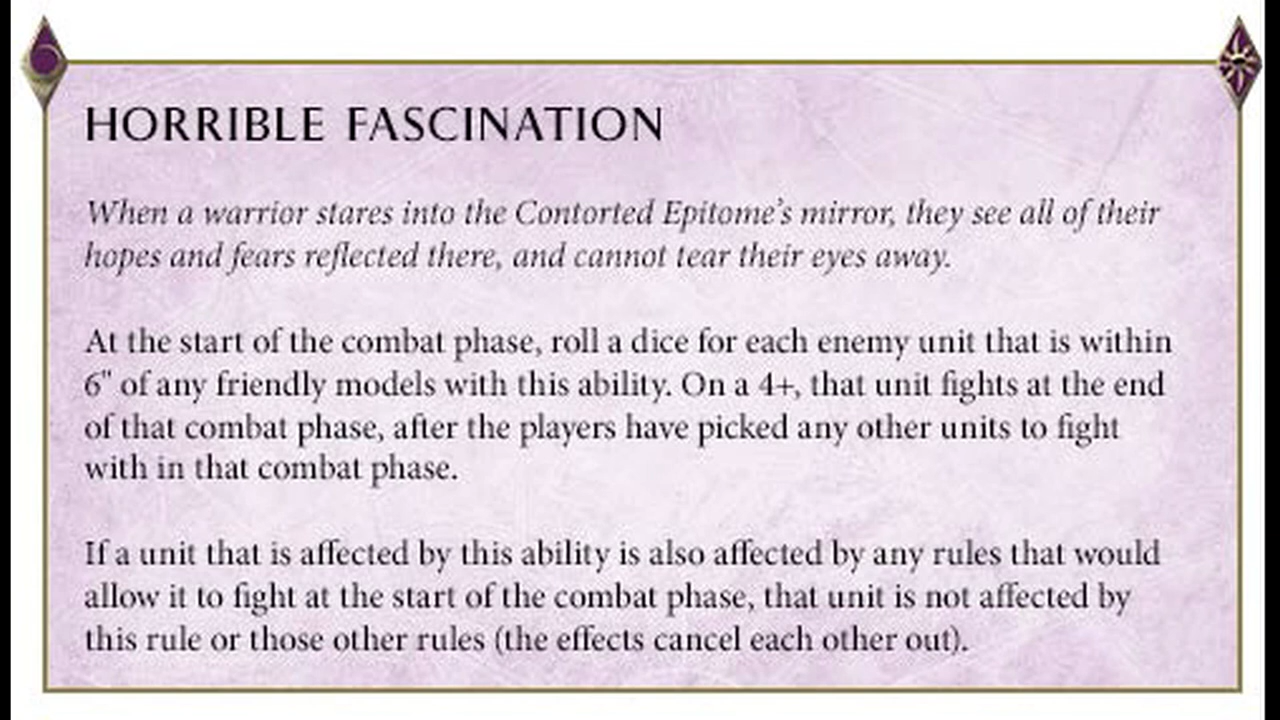 HORRIBLE FASCINATION
When a warrior stares into the Contorted Epitome's mirror, they see all of their
hopes and fears reflected there, and cannot tear their eyes away.
At the start of the combat phase, roll a dice for each enemy unit that is within
6" of any friendly models with this ability. On a 4+, that unit fights at the end
of that combat phase, after the players have picked any other units to fight
with in that combat phase.
If a unit that is affected by this ability is also affected by any rules that would
allow it to fight at the start of the combat phase, that unit is not affected by
this rule or those other rules (the effects cancel each other out).